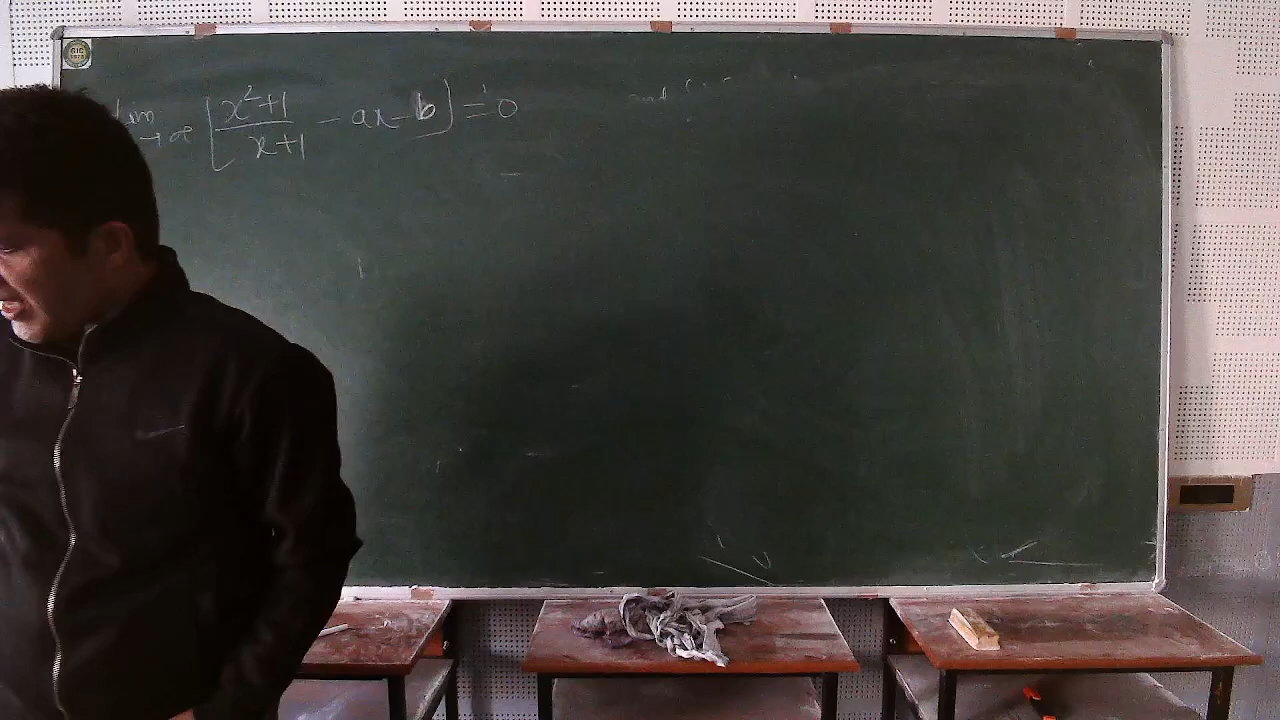 lim x→∞ [ (x²+1)/(x+1) - ax - b ] = 0